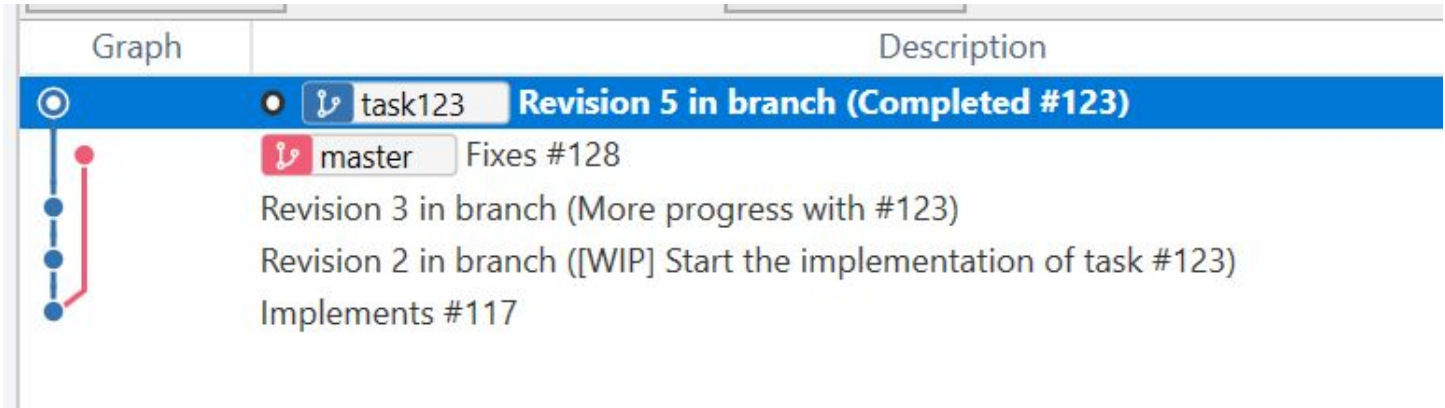 Graph Description
task123 Revision 5 in branch (Completed #123)
master Fixes #128
Revision 3 in branch (More progress with #123)
Revision 2 in branch ([WIP] Start the implementation of task #123)
Implements #117